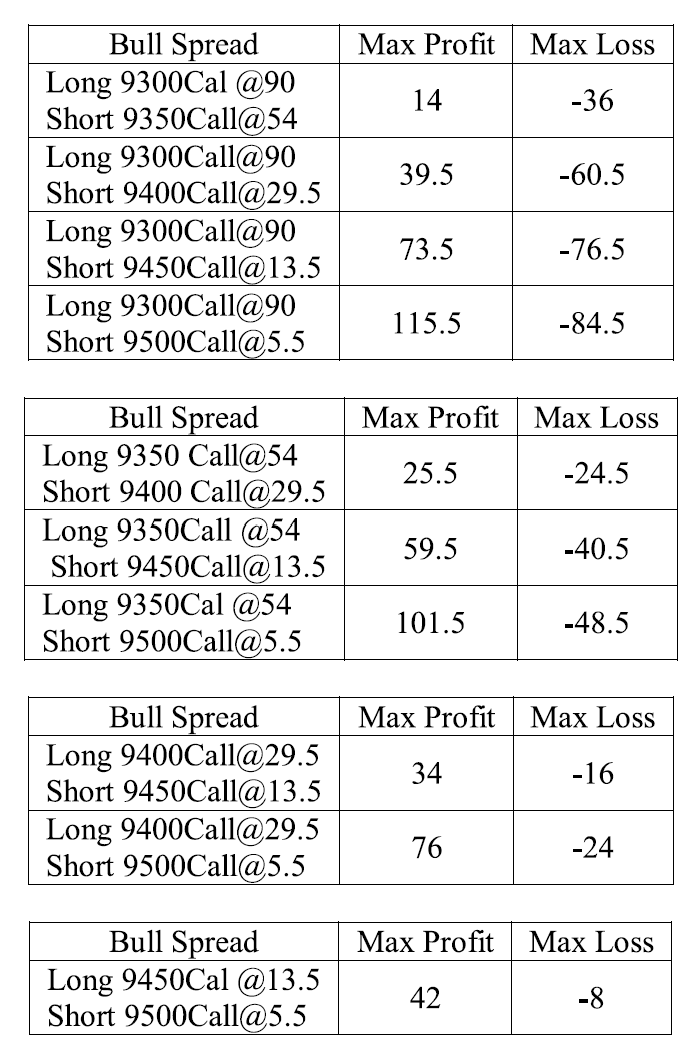 Bull Spread Max Profit Max Loss
Long 9300Cal @90
Short 9350Call@54
14 -36
Long 9300Call@90
Short 9400Call@29.5
39.5 -60.5
Long 9300Call@90
Short 9450Call@13.5
73.5 -76.5
Long 9300Call@90
Short 9500Call@5.5
115.5 -84.5
Bull Spread Max Profit Max Loss
Long 9350 Call@54
Short 9400 Call@29.5
25.5 -24.5
Long 9350Call @54
Short 9450Call@13.5
59.5 -40.5
Long 9350Cal @54
Short 9500Call@5.5
101.5 -48.5
Bull Spread Max Profit Max Loss
Long 9400Call@29.5
Short 9450Call@13.5
34 -16
Long 9400Call@29.5
Short 9500Call@5.5
76 -24
Bull Spread Max Profit Max Loss
Long 9450Cal @13.5
Short 9500Call@5.5
42 -8